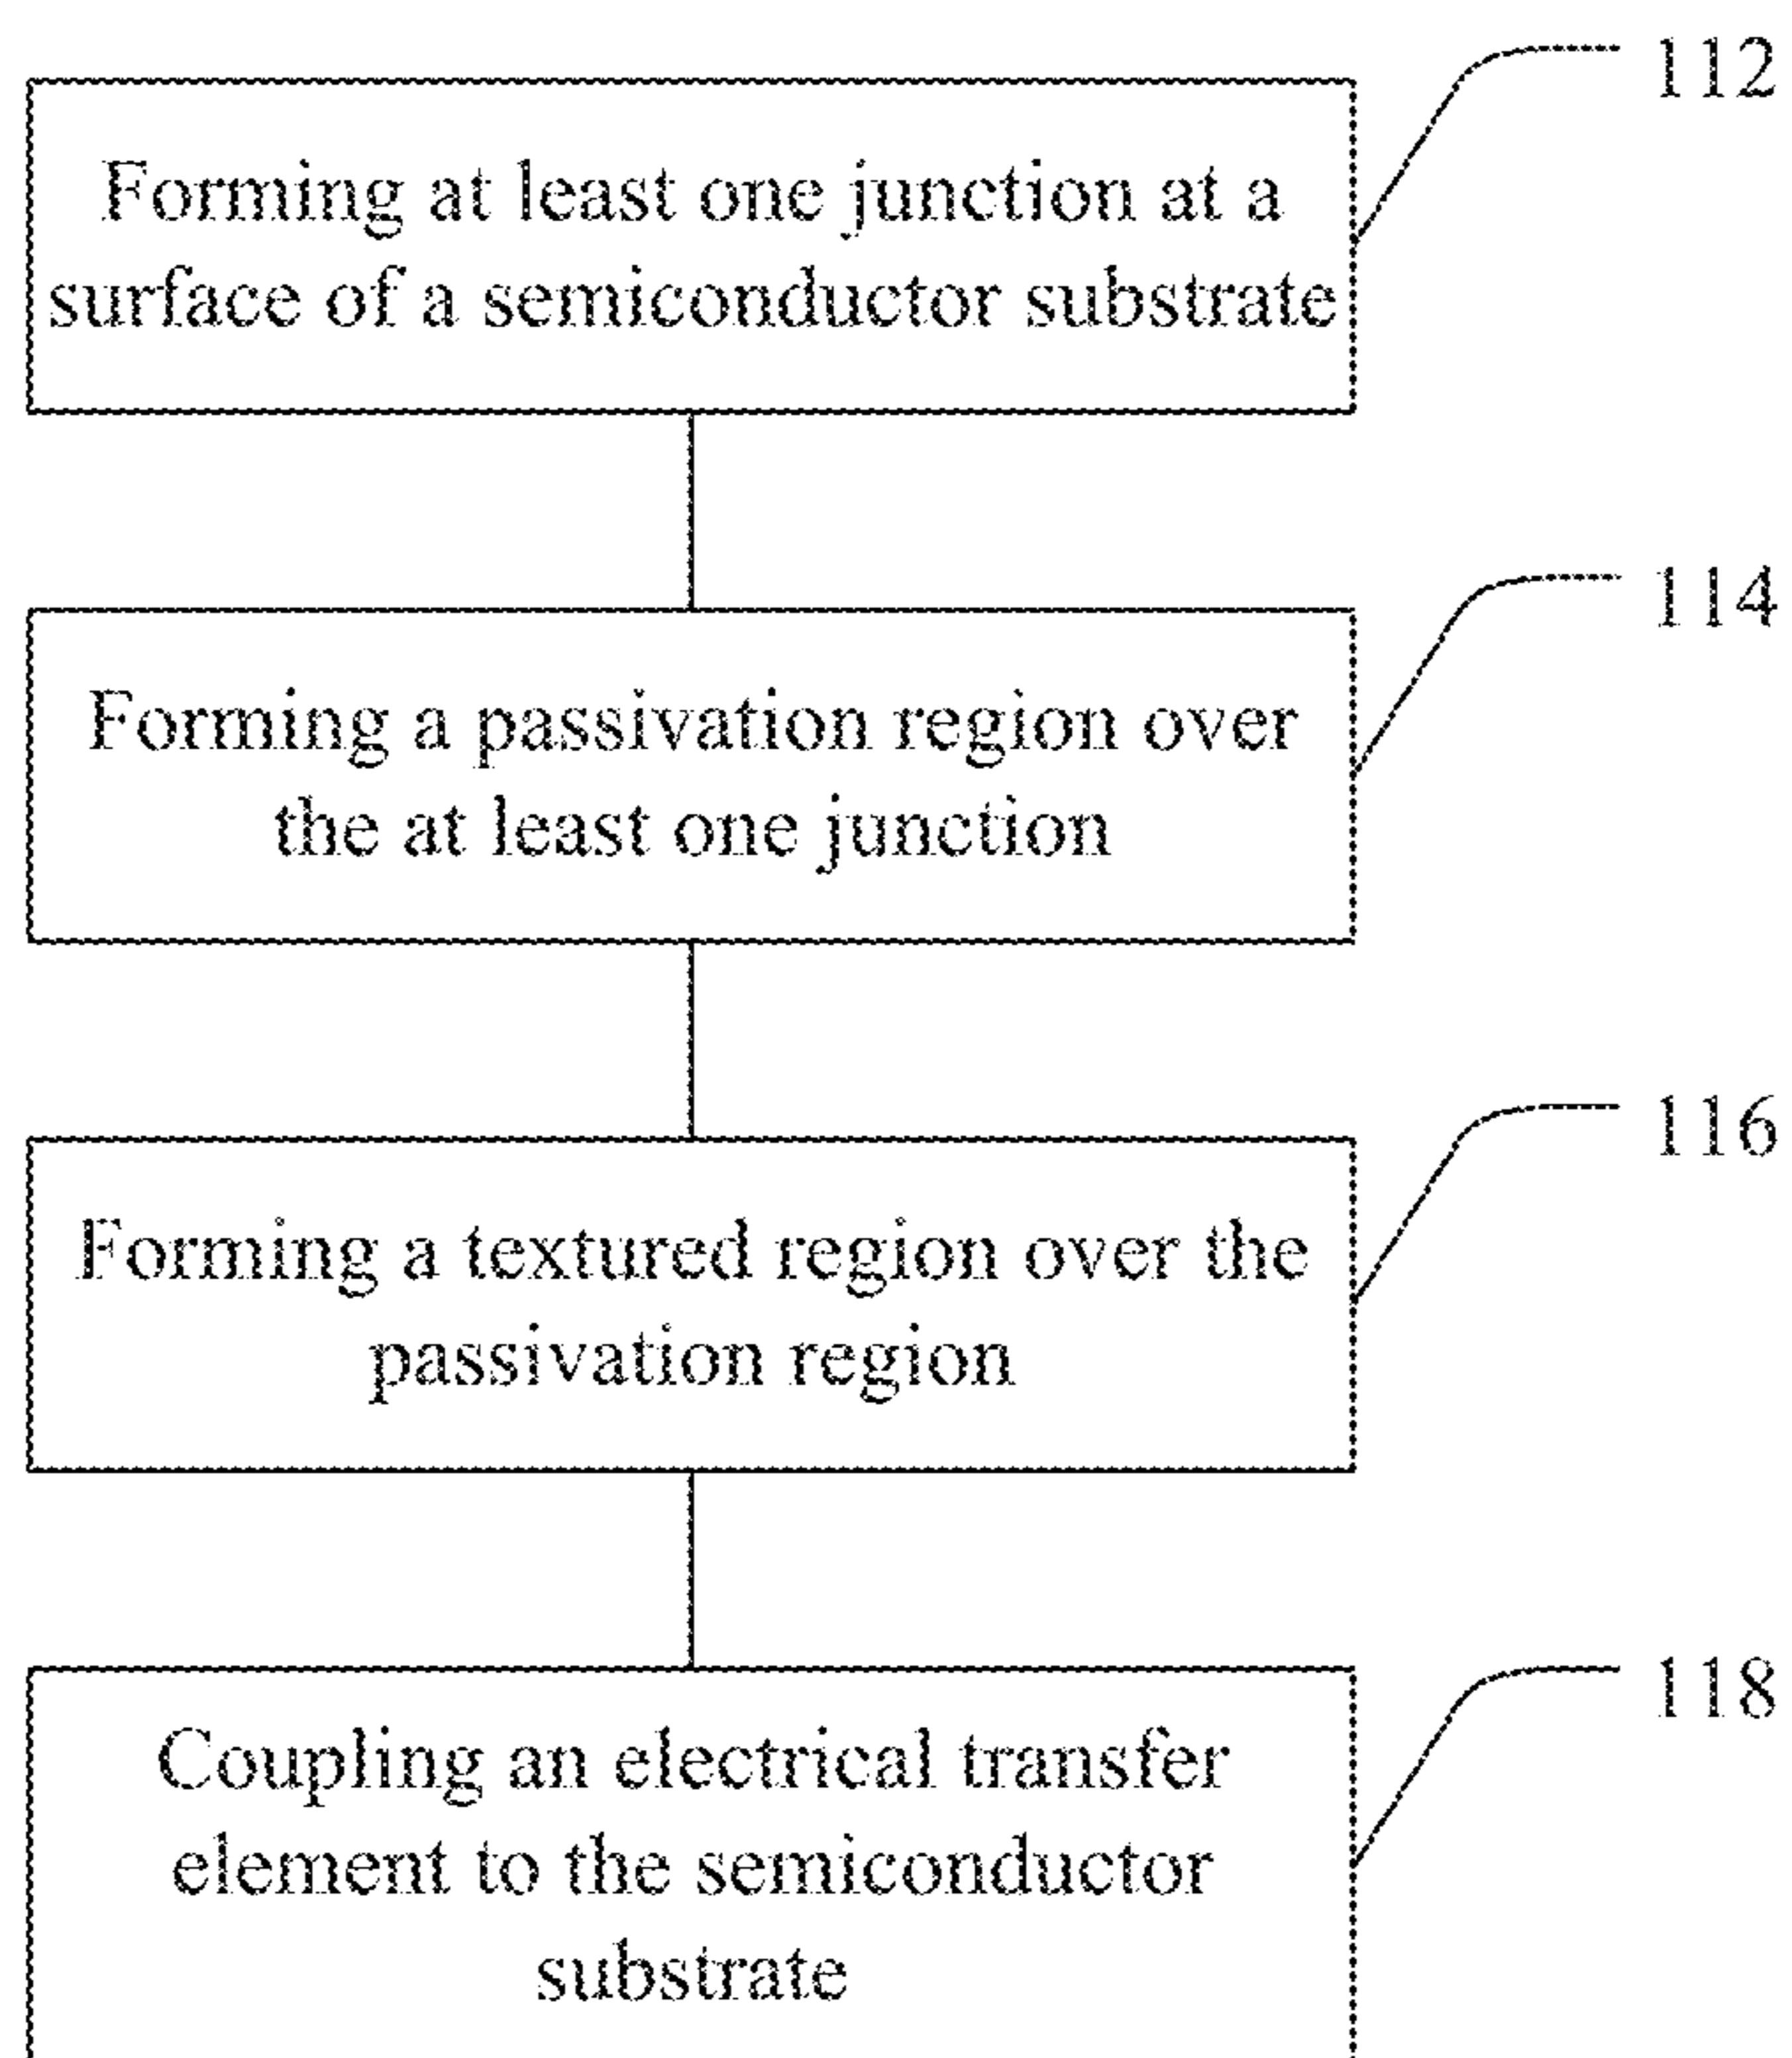 112
Forming at least one junction at a
surface of a semiconductor substrate
114
Forming a passivation region over
the at least one junction
116
Forming a textured region over the
passivation region
118
Coupling an electrical transfer
element to the semiconductor
substrate